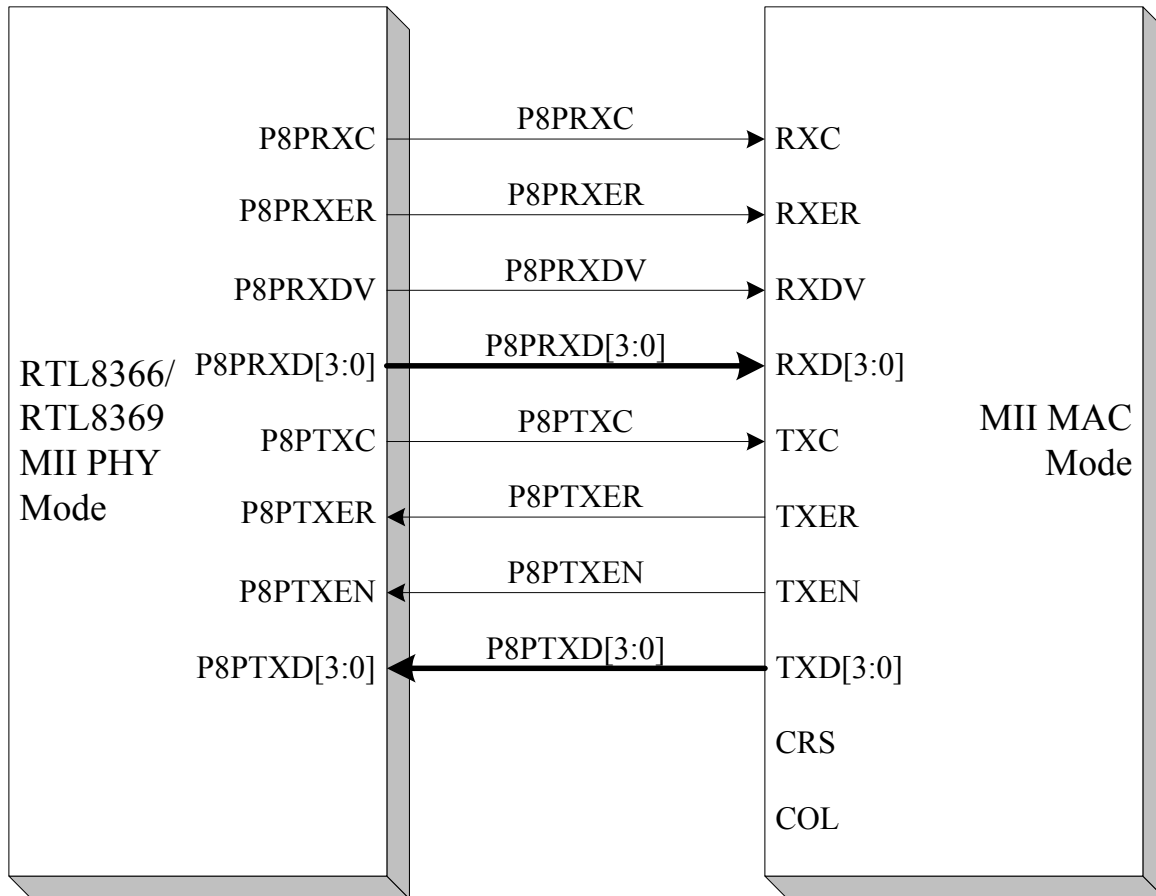 P8PRXC P8PRXC RXC
P8PRXER P8PRXER RXER
P8PRXDV P8PRXDV RXDV
P8PRXD[3:0] P8PRXD[3:0] RXD[3:0]
RTL8366/
RTL8369
MII PHY
Mode
P8PTXC P8PTXC TXC
MII MAC
Mode
P8PTXER P8PTXER TXER
P8PTXEN P8PTXEN TXEN
P8PTXD[3:0] P8PTXD[3:0] TXD[3:0]
CRS
COL